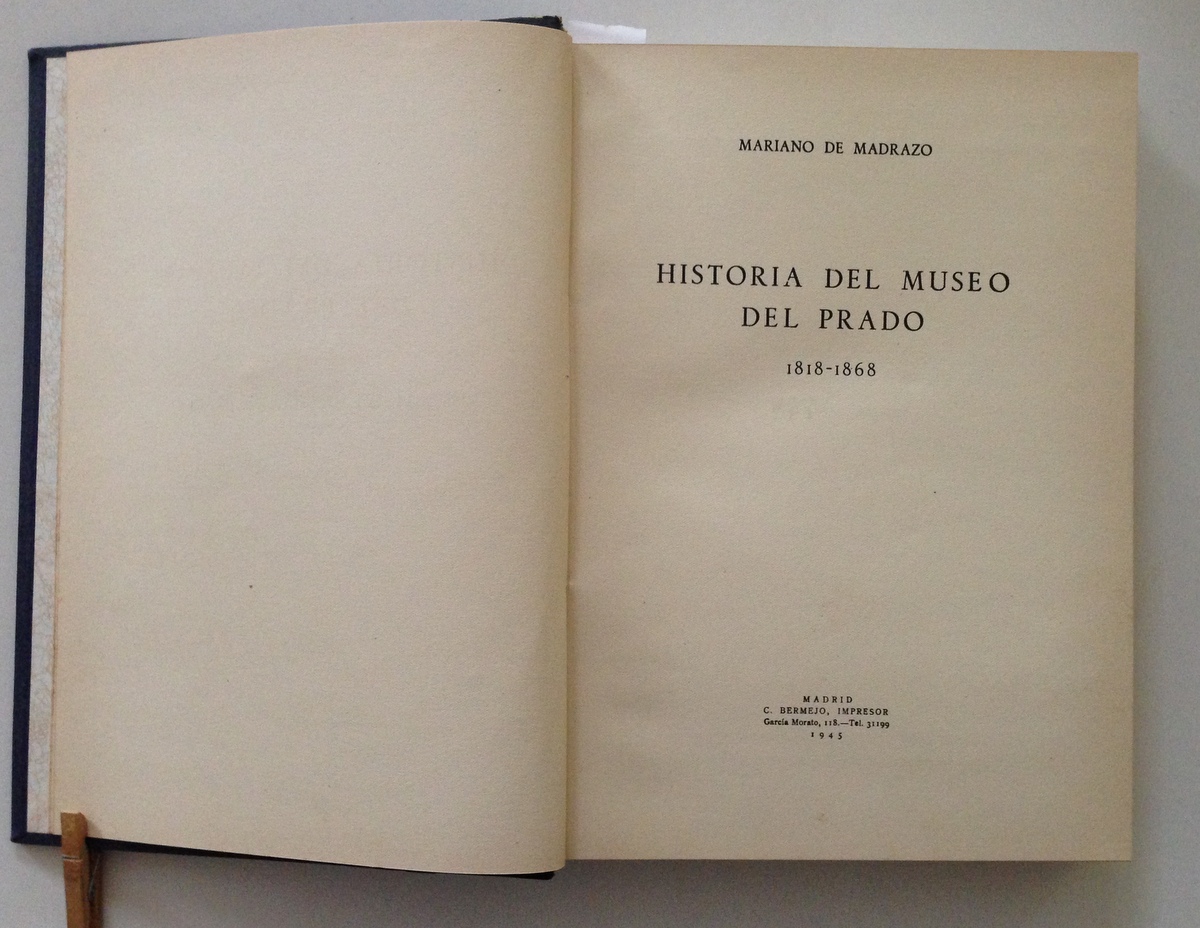 MARIANO DE MADRAZO
HISTORIA DEL MUSEO
DEL PRADO
1818-1868
MADRID
C. BERMEJO, IMPRESOR
García Morato, 118.—Tel. 31199
1945